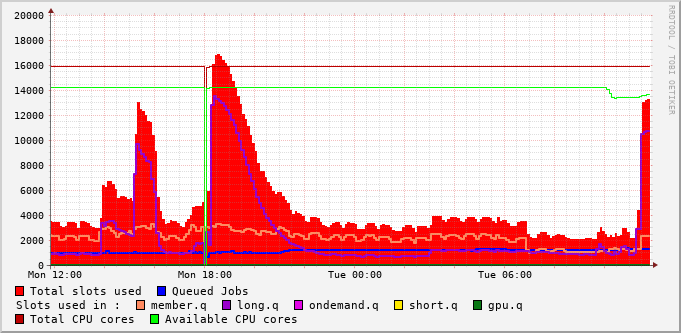 20000
18000
16000
14000
12000
10000
8000
6000
4000
2000
0
Mon 12:00 Mon 18:00 Tue 00:00 Tue 06:00
RRDTOOL / TOBI OETIKER
Total slots used Queued Jobs
Slots used in : member.q long.q ondemand.q short.q gpu.q
Total CPU cores Available CPU cores